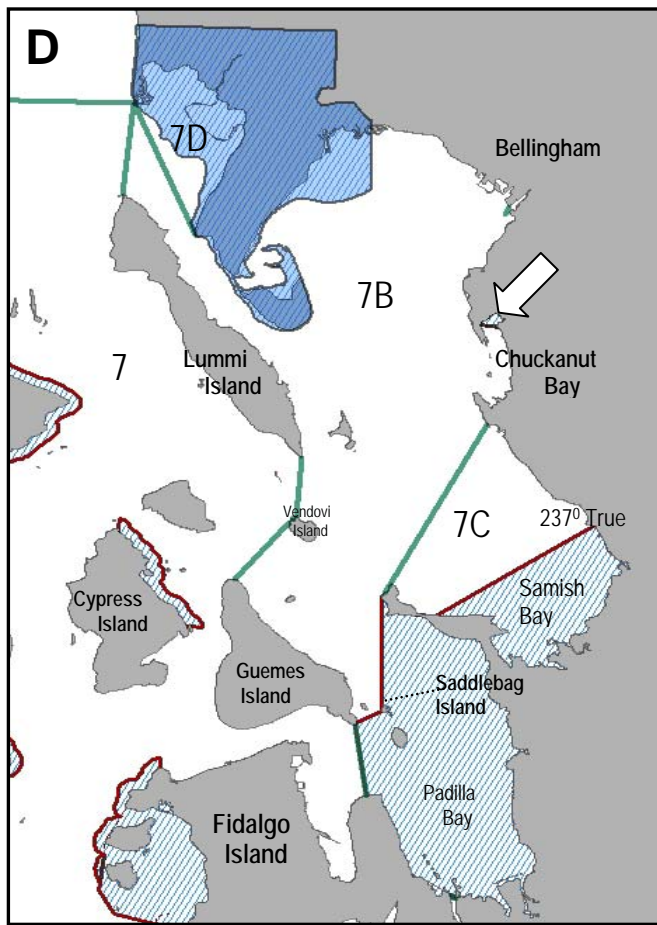 D
7D
Bellingham
7B
7
Lummi
Island
Chuckanut
Bay
Vendovi
Island
7C
237⁰ True
Samish
Bay
Cypress
Island
Guemes
Island
Saddlebag
Island
Padilla
Bay
Fidalgo
Island